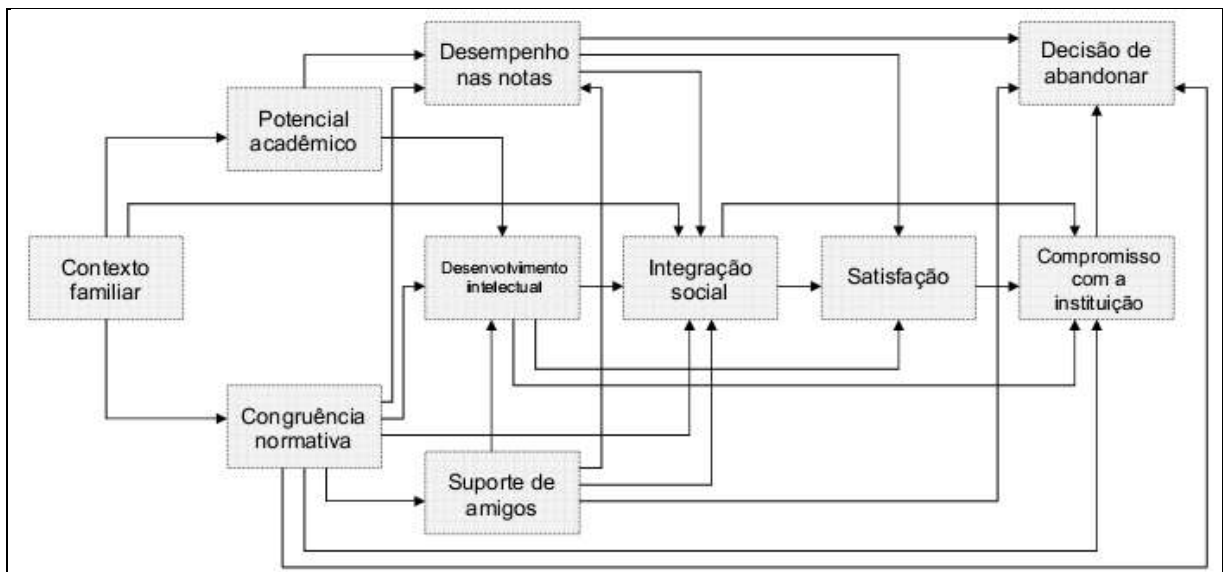 Desempenho
nas notas
Decisão de
abandonar
Potencial
acadêmico
Contexto
familiar
Desenvolvimento
intelectual
Integração
social
Satisfação
Compromisso
com a
instituição
Congruência
normativa
Suporte de
amigos